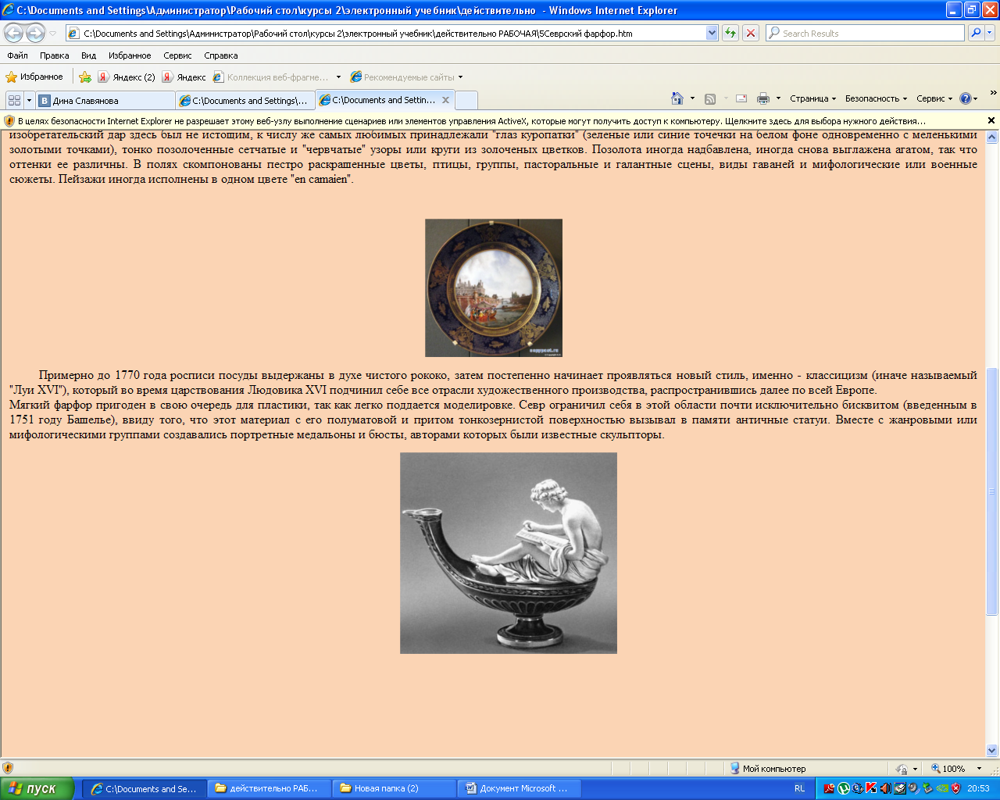 C:\Documents and Settings\Администратор\Рабочий стол\курсы 2\электронный учебник\действительно - Windows Internet Explorer
C:\Documents and Settings\Администратор\Рабочий стол\курсы 2\электронный учебник\действительно РАБОЧАЯ\5Севрский фарфор.htm
Search Results
Файл Правка Вид Избранное Сервис Справка
Избранное Яндекс (2) Яндекс Коллекция веб-фрагме... Рекомендуемые сайты
Дина Славянова C:\Documents and Settings\... C:\Documents and Settin... Страница Безопасность Сервис
В целях безопасности Internet Explorer не разрешает этому веб-узлу выполнение сценариев или элементов управления ActiveX, которые могут получить доступ к компьютеру. Щелкните здесь для выбора нужного действия...
изобретательский дар здесь был не истощим, к числу же самых любимых принадлежали "глаз куропатки" (зеленые или синие точечки на белом фоне одновременно с меленькими
золотыми точками), тонко позолоченные сетчатые и "червчатые" узоры или круги из золоченых цветков. Позолота иногда надбавлена, иногда снова выглажена агатом, так что
оттенки ее различны. В полях скомпонованы пестро раскрашенные цветы, птицы, группы, пасторальные и галантные сцены, виды гаваней и мифологические или военные
сюжеты. Пейзажи иногда исполнены в одном цвете "en camaien".
Примерно до 1770 года росписи посуды выдержаны в духе чистого рококо, затем постепенно начинает проявляться новый стиль, именно - классицизм (иначе называемый
"Луи XVI"), который во время царствования Людовика XVI подчинил себе все отрасли художественного производства, распространившись далее по всей Европе.
Мягкий фарфор пригоден в свою очередь для пластики, так как легко поддается моделировке. Севр ограничил себя в этой области почти исключительно бисквитом (введенным в
1751 году Башелье), ввиду того, что этот материал с его полуматовой и притом тонкозернистой поверхностью вызывал в памяти античные статуи. Вместе с жанровыми или
мифологическими группами создавались портретные медальоны и бюсты, авторами которых были известные скульпторы.
Мой компьютер 100%
пуск C:\Documents and Se... действительно РАБ... Новая папка (2) Документ Microsoft ... RL 20:53